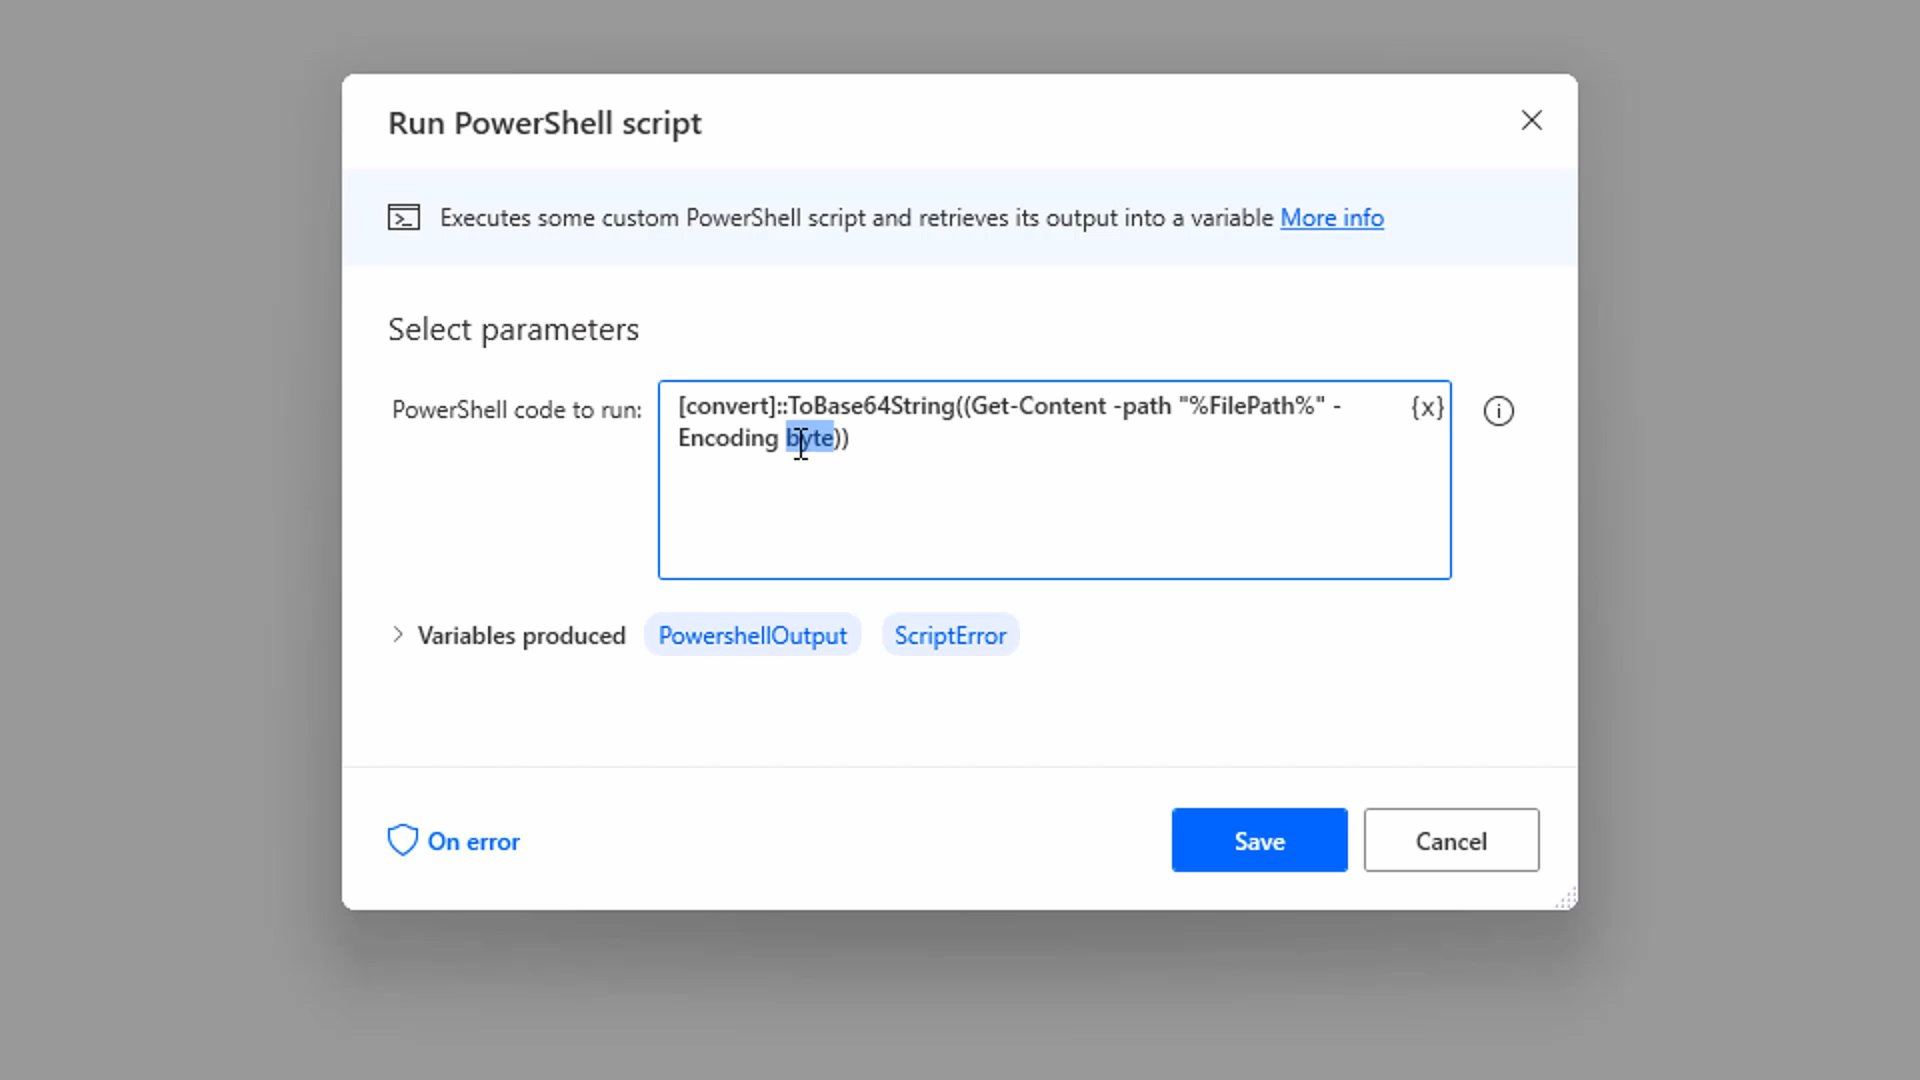 Run PowerShell script
Executes some custom PowerShell script and retrieves its output into a variable More info
Select parameters
PowerShell code to run:
[convert]::ToBase64String((Get-Content -path "%FilePath%" -
Encoding byte))
{x}
Variables produced PowershellOutput ScriptError
On error
Save
Cancel